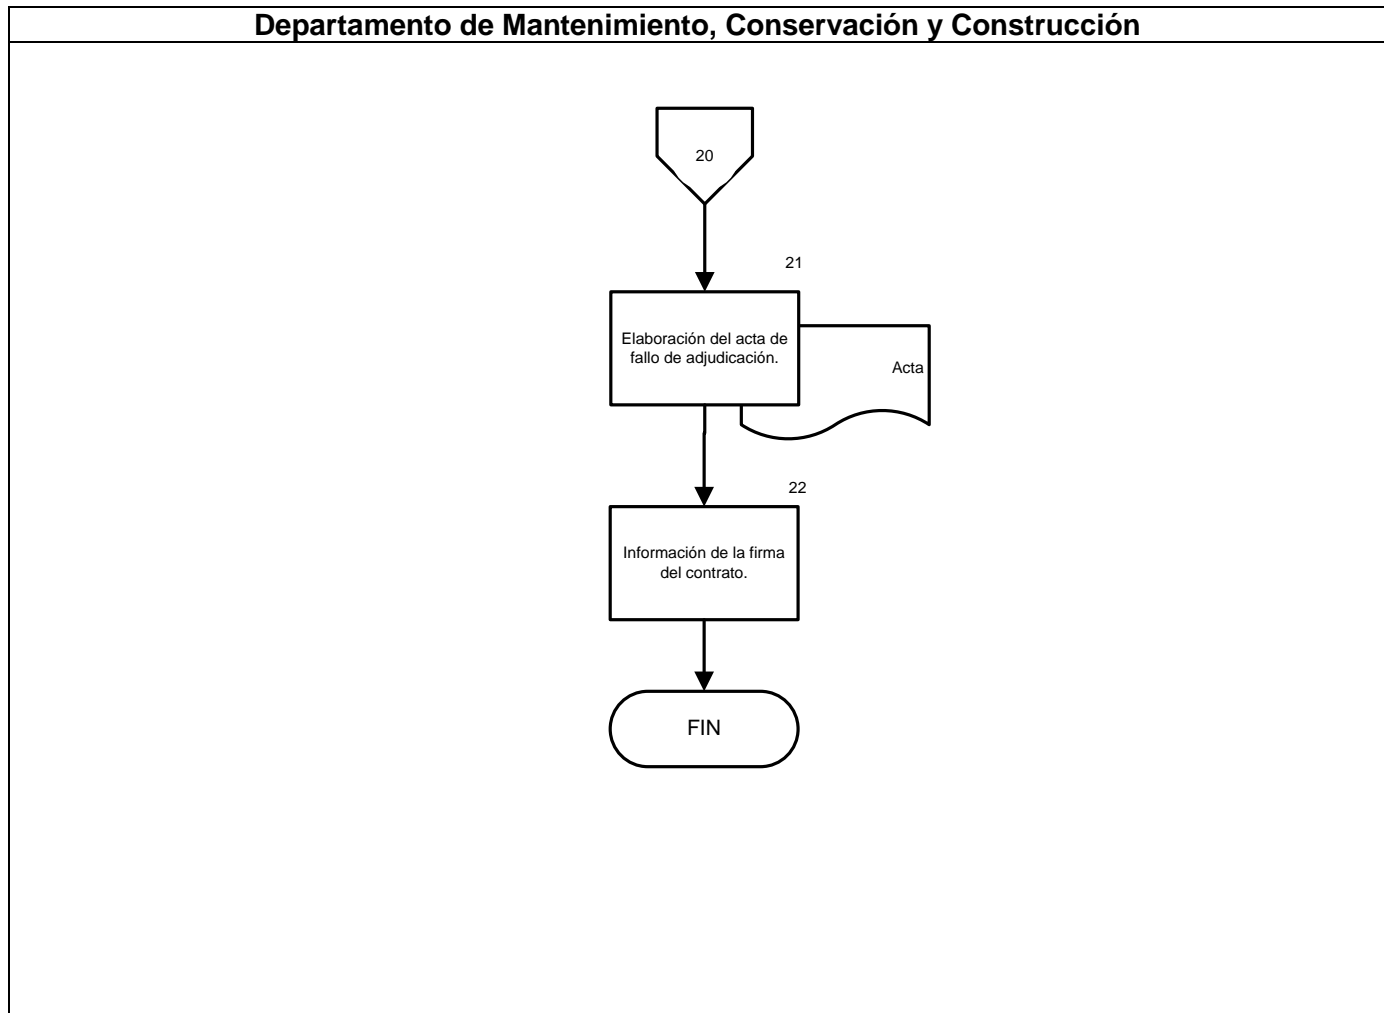 Departamento de Mantenimiento, Conservación y Construcción
20
21
Elaboración del acta de
fallo de adjudicación.
Acta
22
Información de la firma
del contrato.
FIN